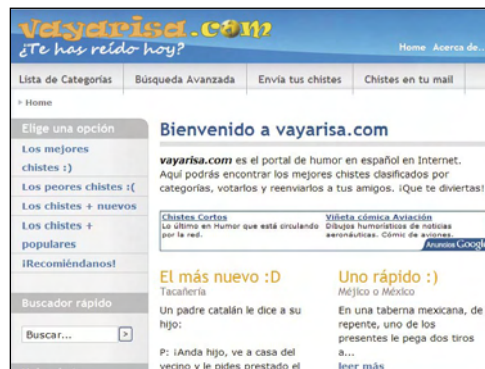 vayarisa.com
¿Te has reído hoy?
Home Acerca de...
Lista de Categorías Búsqueda Avanzada Envía tus chistes Chistes en tu mail
Home
Elige una opción
Los mejores
chistes :)
Los peores chistes :(
Los chistes + nuevos
Los chistes +
populares
¡Recomiéndanos!
Buscador rápido
Buscar...
Bienvenido a vayarisa.com
vayarisa.com es el portal de humor en español en Internet.
Aquí podrás encontrar los mejores chistes clasificados por
categorías, votarlos y reenviarlos a tus amigos. ¡Que te diviertas!
Chistes Cortos
Lo último en Humor que está circulando
por la red.
Viñeta cómica Aviación
Dibujos humorísticos de noticias
aeronáuticas. Cómic de aviones.
Anuncios Google
El más nuevo :D
Tacañería
Un padre catalán le dice a su
hijo:
P: ¡Anda hijo, ve a casa del
vecino y le pides prestado el
Uno rápido :)
Méjico o México
En una taberna mexicana, de
repente, uno de los
presentes le pega dos tiros
a...
leer más